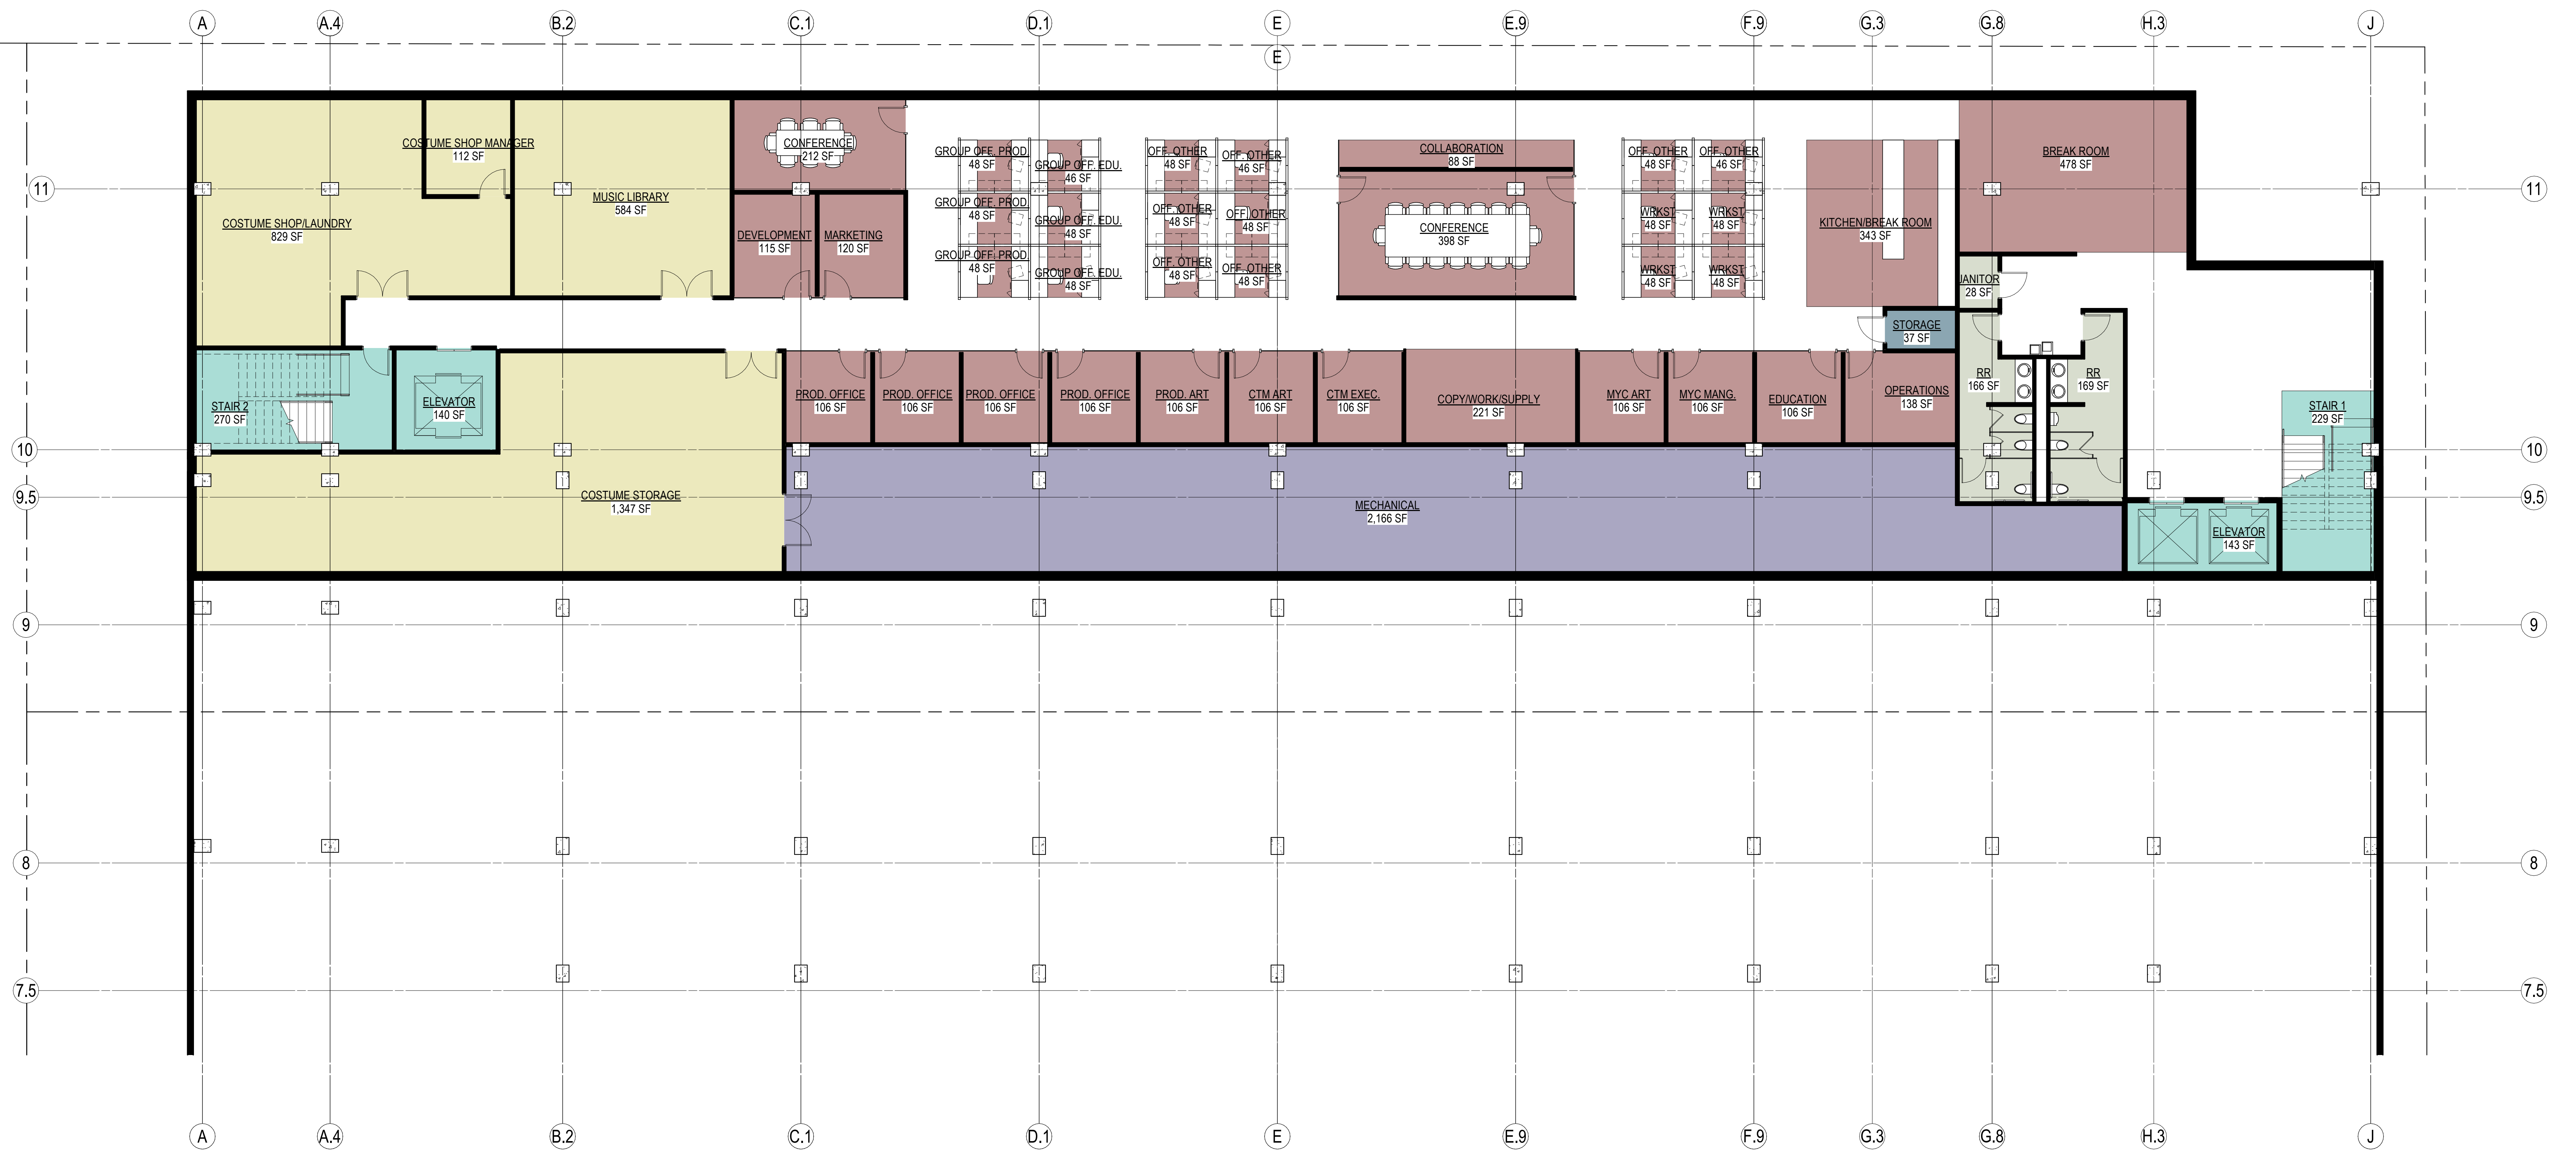 A A.4 B.2 C.1 D.1 E E.9 F.9 G.3 G.8 H.3 J
E
COSTUME SHOP MANAGER
112 SF
CONFERENCE
212 SF
GROUP OFF. PROD.
48 SF
GROUP OFF. EDU.
46 SF
OFF. OTHER
48 SF
OFF. OTHER
46 SF
COLLABORATION
88 SF
OFF. OTHER
48 SF
OFF. OTHER
46 SF
BREAK ROOM
478 SF
11 11
COSTUME SHOP/LAUNDRY
829 SF
MUSIC LIBRARY
584 SF
DEVELOPMENT
115 SF
MARKETING
120 SF
GROUP OFF. PROD.
48 SF
GROUP OFF. EDU.
48 SF
OFF. OTHER
48 SF
OFF. OTHER
48 SF
CONFERENCE
398 SF
WRKST
48 SF
WRKST
48 SF
KITCHEN/BREAK ROOM
343 SF
GROUP OFF. PROD.
48 SF
GROUP OFF. EDU.
48 SF
OFF. OTHER
48 SF
OFF. OTHER
48 SF
WRKST
48 SF
WRKST
48 SF
JANITOR
28 SF
STORAGE
37 SF
STAIR 2
270 SF
ELEVATOR
140 SF
PROD. OFFICE
106 SF
PROD. OFFICE
106 SF
PROD. OFFICE
106 SF
PROD. OFFICE
106 SF
PROD. ART
106 SF
CTM ART
106 SF
CTM EXEC.
106 SF
COPY/WORK/SUPPLY
221 SF
MYC ART
106 SF
MYC MANG.
106 SF
EDUCATION
106 SF
OPERATIONS
138 SF
RR
166 SF
RR
169 SF
STAIR 1
229 SF
10 10
9.5 9.5
COSTUME STORAGE
1,347 SF
MECHANICAL
2,166 SF
ELEVATOR
143 SF
9 9
8 8
7.5 7.5
A A.4 B.2 C.1 D.1 E E.9 F.9 G.3 G.8 H.3 J